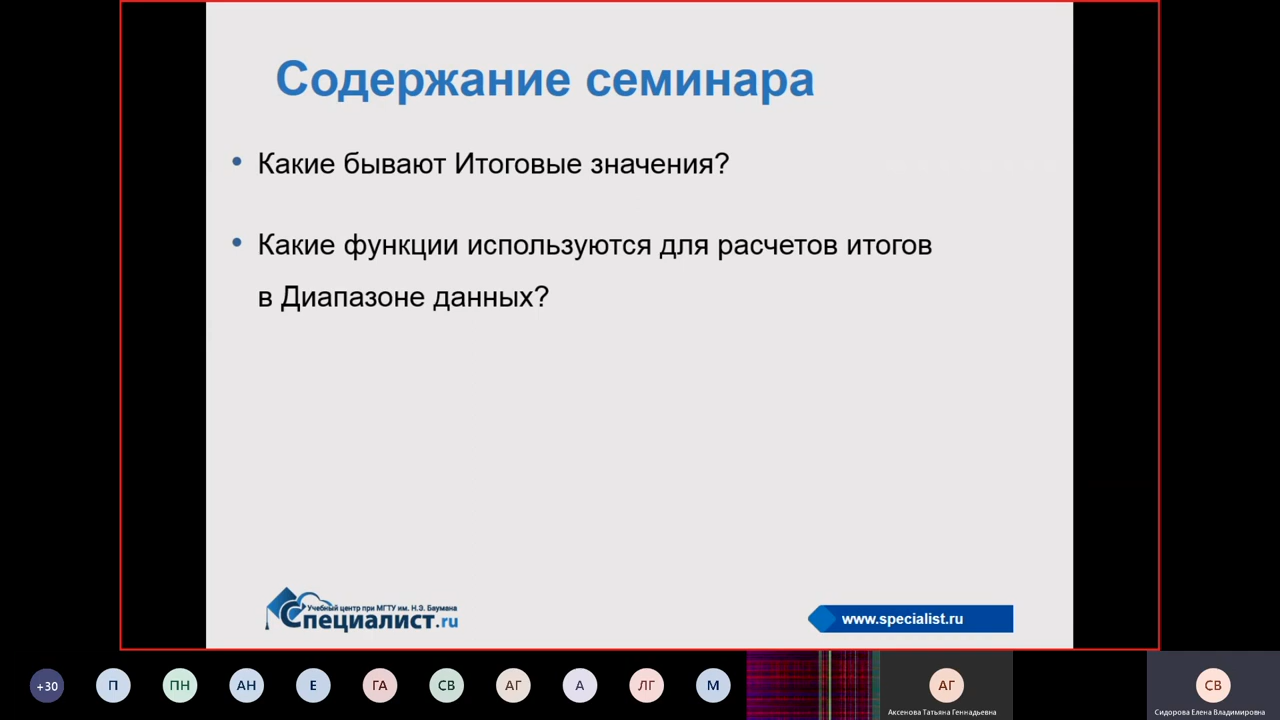 Содержание семинара
• Какие бывают Итоговые значения?
• Какие функции используются для расчетов итогов
в Диапазоне данных?
Учебный центр при МГТУ им. Н.Э. Баумана
Специалист.ru
www.specialist.ru
+30 П ПН АН Е ГА СВ АГ А ЛГ М АГ СВ
Аксенова Татьяна Геннадьевна Сидорова Елена Владимировна